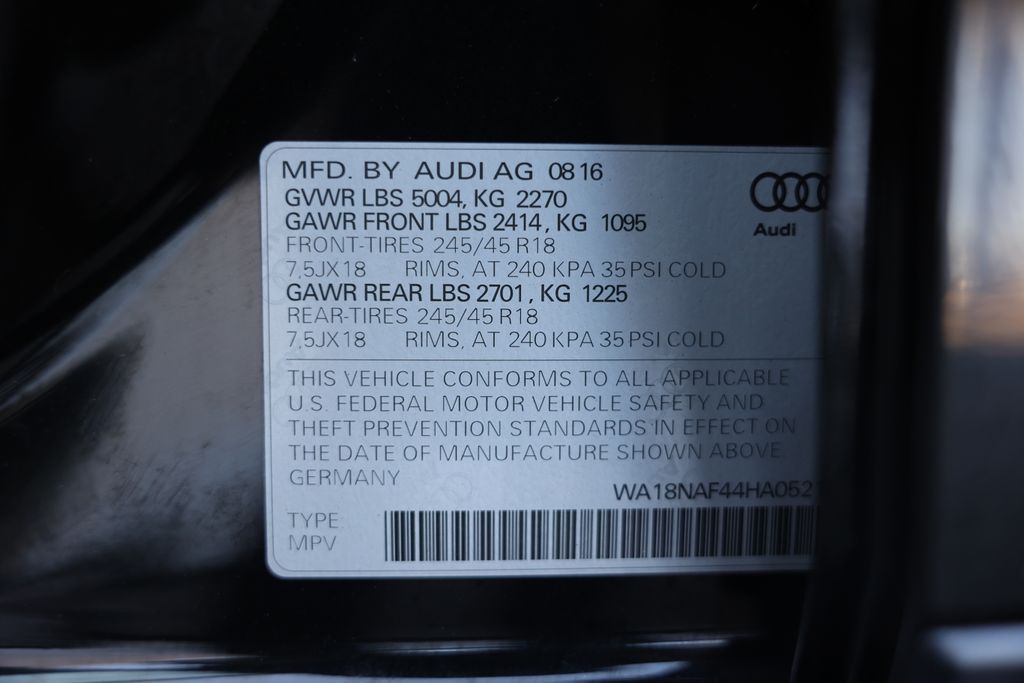 MFD. BY AUDI AG 08 16
GVWR LBS 5004, KG 2270
GAWR FRONT LBS 2414, KG 1095
Audi
FRONT-TIRES 245/45 R18
7,5JX18 RIMS, AT 240 KPA 35 PSI COLD
GAWR REAR LBS 2701, KG 1225
REAR-TIRES 245/45 R18
7,5JX18 RIMS, AT 240 KPA 35 PSI COLD
THIS VEHICLE CONFORMS TO ALL APPLICABLE
U.S. FEDERAL MOTOR VEHICLE SAFETY AND
THEFT PREVENTION STANDARDS IN EFFECT ON
THE DATE OF MANUFACTURE SHOWN ABOVE.
GERMANY
WA18NAF44HA052
TYPE:
MPV